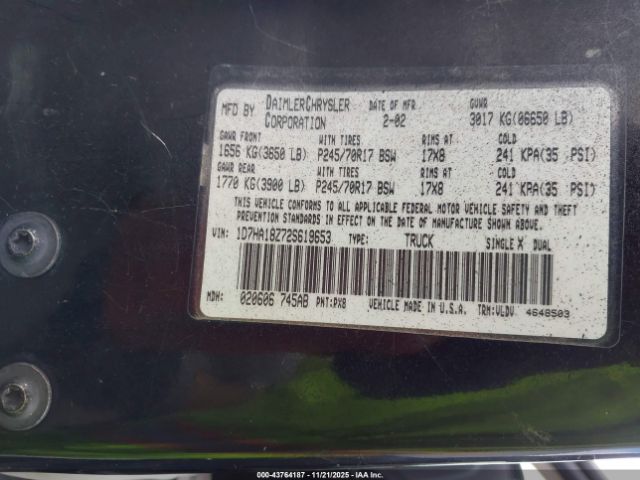 MFD BY DAIMLERCHRYSLER CORPORATION DATE OF MFR 2-02 GVWR 3017 KG(06650 LB)
GAWR FRONT WITH TIRES RIMS AT COLD
1656 KG(3650 LB) P245/70R17 BSW 17X8 241 KPA(35 PSI)
GAWR REAR WITH TIRES RIMS AT COLD
1770 KG(3900 LB) P245/70R17 BSW 17X8 241 KPA(35 PSI)
THIS VEHICLE CONFORMS TO ALL APPLICABLE FEDERAL MOTOR VEHICLE SAFETY AND THEFT
PREVENTION STANDARDS IN EFFECT ON THE DATE OF MANUFACTURE SHOWN ABOVE.
VIN: 1D7HA18Z72S619653 TYPE: TRUCK SINGLE X DUAL
MDH: 020606 745AB PNT:PX8 VEHICLE MADE IN U.S.A. TRM:VLDV 4648503
000-43764187 - 11/21/2025 - IAA Inc.